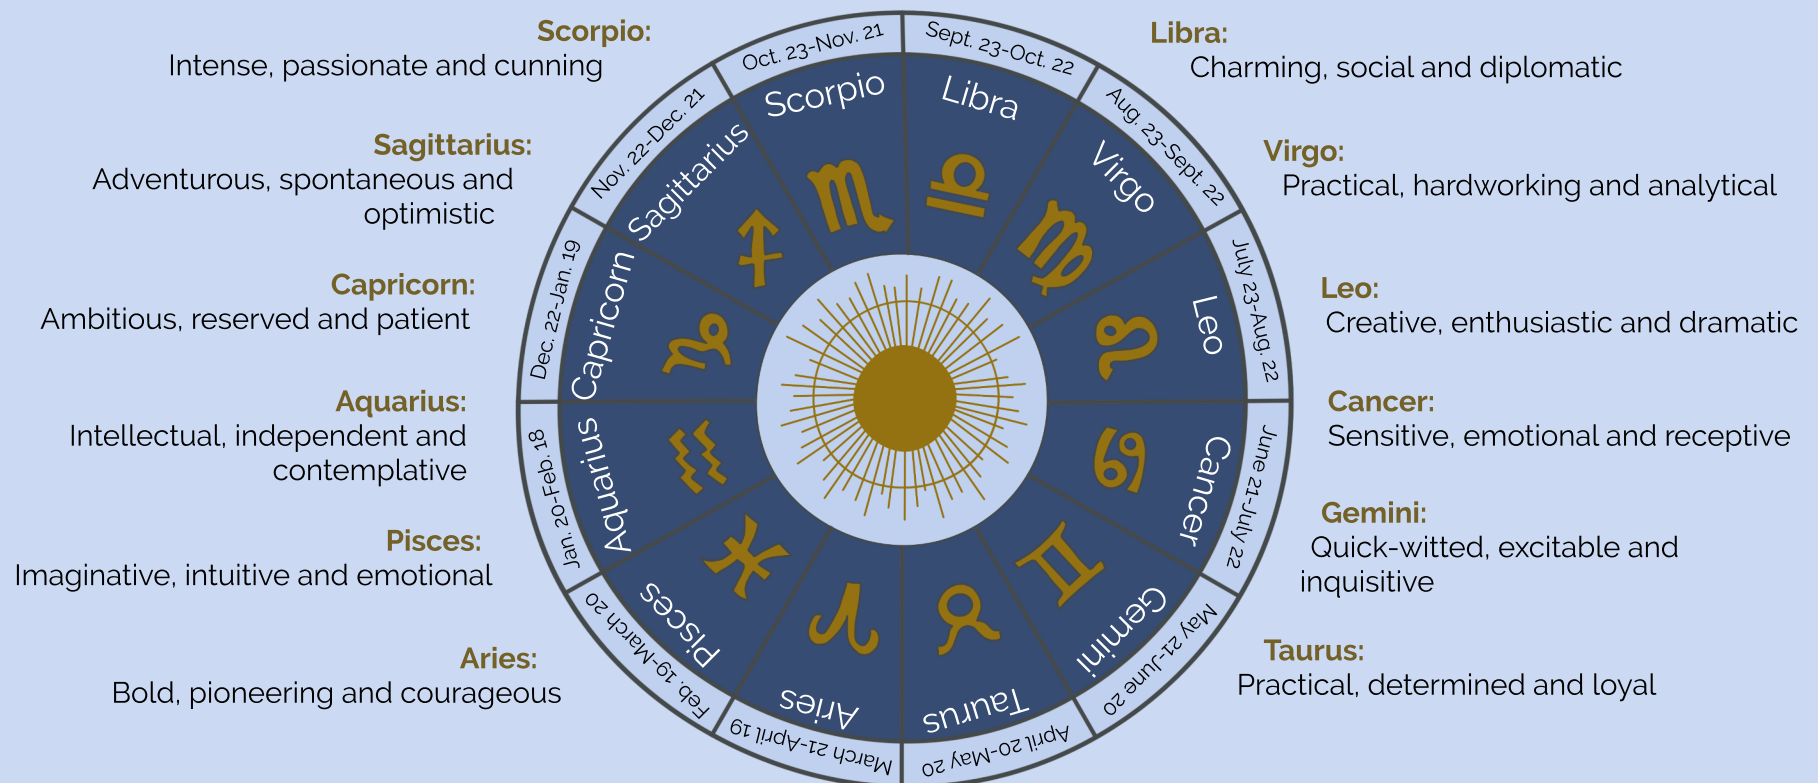 Scorpio:
Intense, passionate and cunning
Sagittarius:
Adventurous, spontaneous and
optimistic
Capricorn:
Ambitious, reserved and patient
Aquarius:
Intellectual, independent and
contemplative
Pisces:
Imaginative, intuitive and emotional
Aries:
Bold, pioneering and courageous
Oct. 23-Nov. 21
Scorpio
Sept. 23-Oct. 22
Libra
Aug. 23-Sept. 22
Virgo
July 23-Aug. 22
Leo
June 21-July 22
Cancer
May 21-June 20
Gemini
April 20-May 20
Taurus
March 21-April 19
Aries
Feb. 19-March 20
Pisces
Jan. 20-Feb. 18
Aquarius
Dec. 22-Jan. 19
Capricorn
Nov. 22-Dec. 21
Sagittarius
Libra:
Charming, social and diplomatic
Virgo:
Practical, hardworking and analytical
Leo:
Creative, enthusiastic and dramatic
Cancer:
Sensitive, emotional and receptive
Gemini:
Quick-witted, excitable and
inquisitive
Taurus:
Practical, determined and loyal